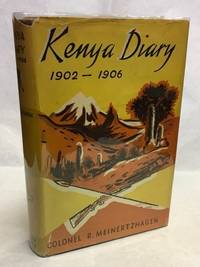 Kenya Diary
1902 – 1906
COLONEL R. MEINERTZHAGEN